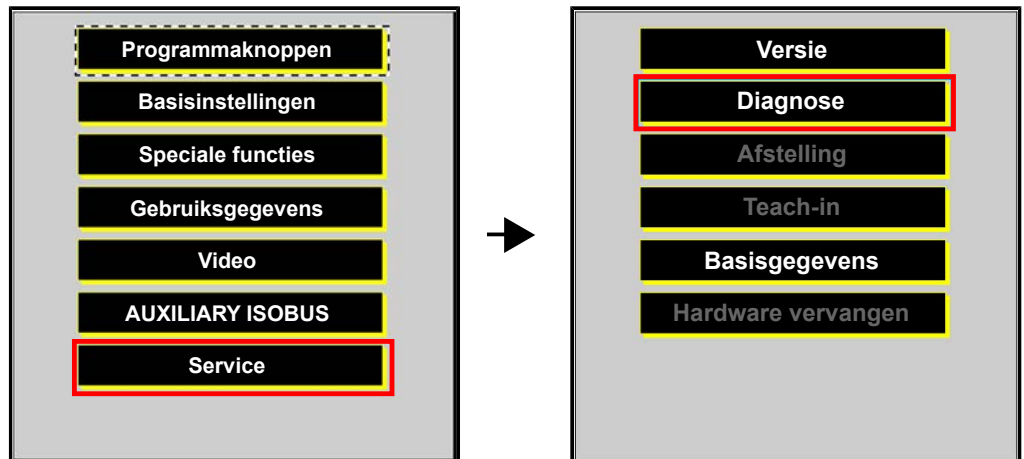 Programmaknoppen
Basisinstellingen
Speciale functies
Gebruiksgegevens
Video
AUXILIARY ISOBUS
Service
Versie
Diagnose
Afstelling
Teach-in
Basisgegevens
Hardware vervangen